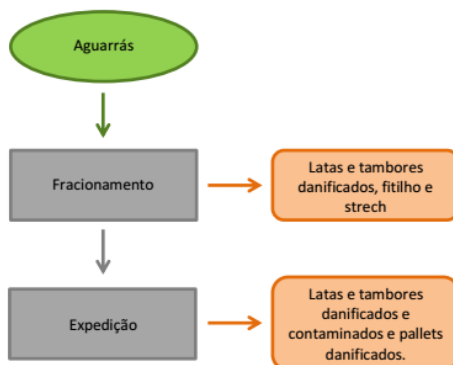 Aguarrás
Fracionamento
Latas e tambores
danificados, fitilho e
strech
Expedição
Latas e tambores
danificados e
contaminados e pallets
danificados.